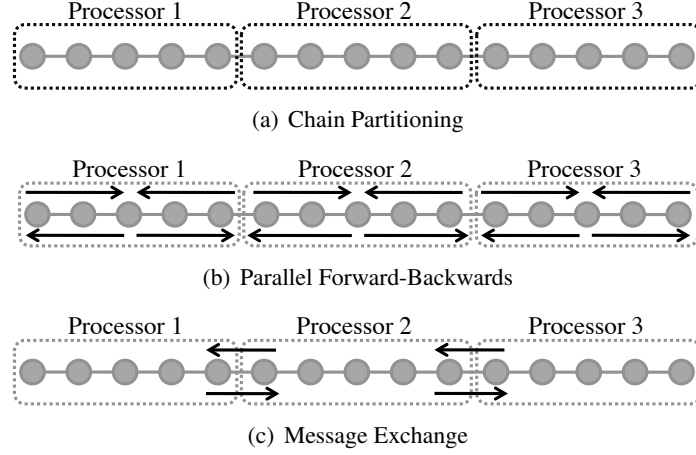 Processor 1 Processor 2 Processor 3
(a) Chain Partitioning
Processor 1 Processor 2 Processor 3
(b) Parallel Forward-Backwards
Processor 1 Processor 2 Processor 3
(c) Message Exchange